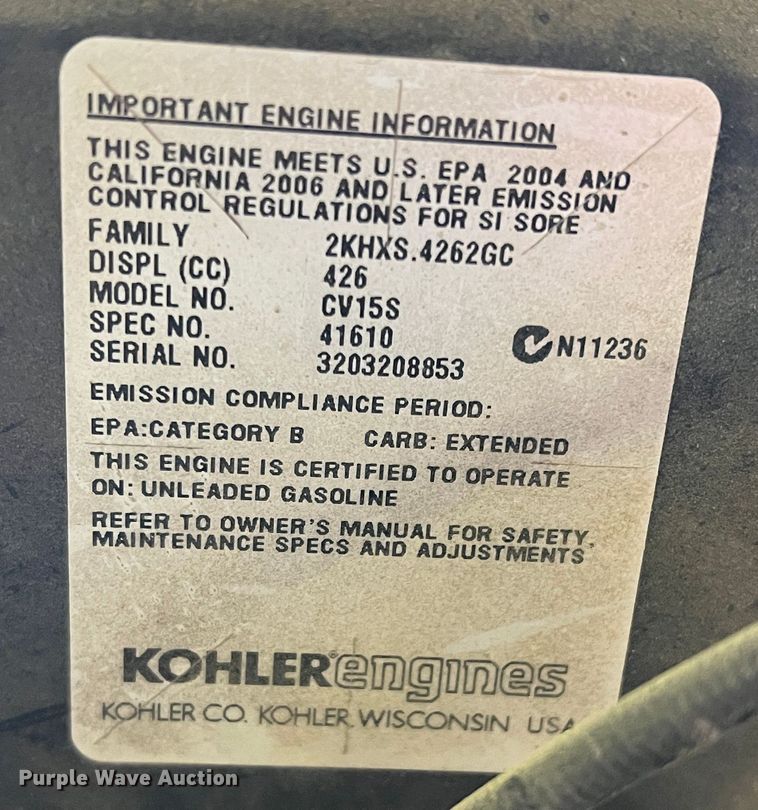 IMPORTANT ENGINE INFORMATION
THIS ENGINE MEETS U.S. EPA 2004 AND
CALIFORNIA 2006 AND LATER EMISSION
CONTROL REGULATIONS FOR SI SORE
FAMILY 2KHXS.4262GC
DISPL (CC) 426
MODEL NO. CV15S
SPEC NO. 41610 N11236
SERIAL NO. 3203208853
EMISSION COMPLIANCE PERIOD:
EPA:CATEGORY B CARB: EXTENDED
THIS ENGINE IS CERTIFIED TO OPERATE
ON: UNLEADED GASOLINE
REFER TO OWNER'S MANUAL FOR SAFETY,
MAINTENANCE SPECS AND ADJUSTMENTS
KOHLER® engines
KOHLER CO. KOHLER, WISCONSIN USA
Purple Wave Auction